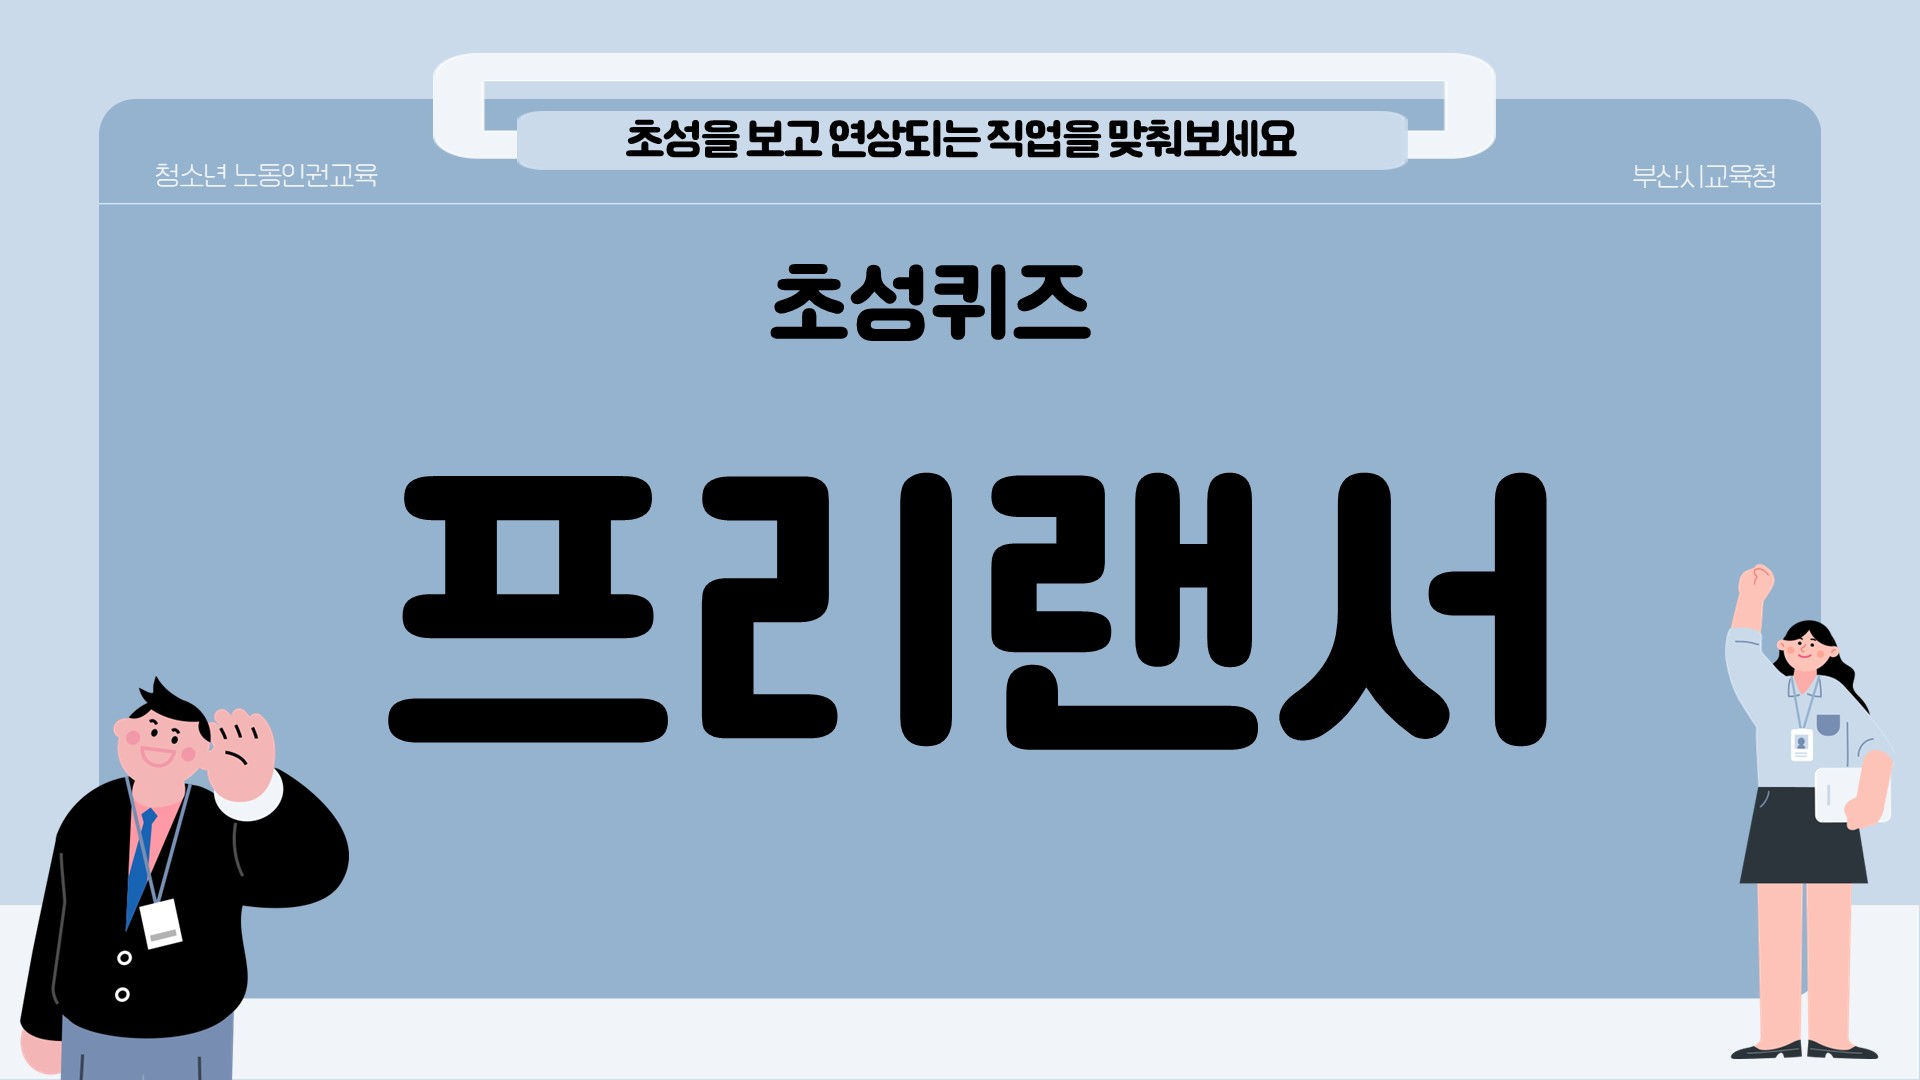 초성을 보고 연상되는 직업을 맞춰보세요
청소년 노동인권교육
부산시교육청
초성퀴즈
프리랜서